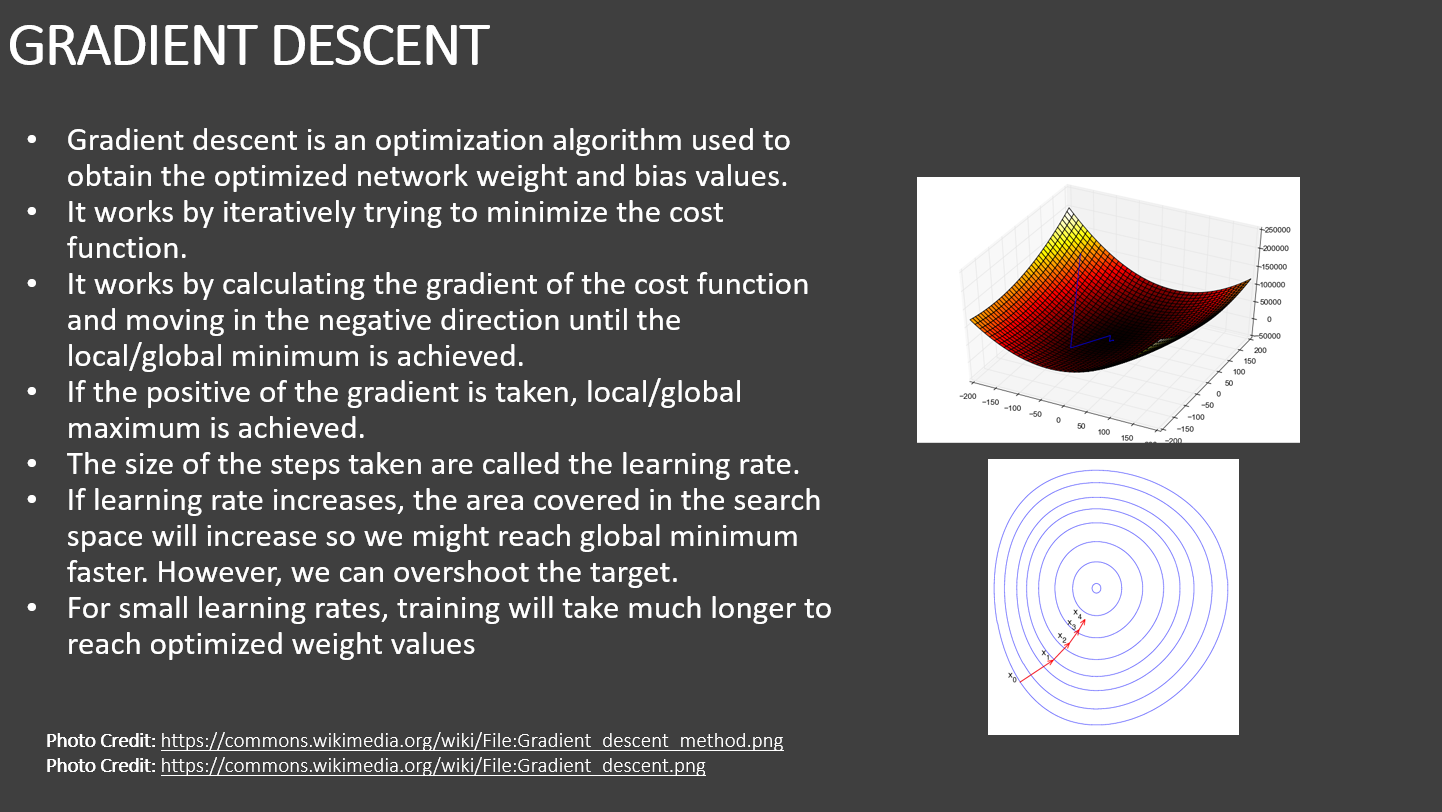 GRADIENT DESCENT
• Gradient descent is an optimization algorithm used to
obtain the optimized network weight and bias values.
• It works by iteratively trying to minimize the cost
function.
• It works by calculating the gradient of the cost function
and moving in the negative direction until the
local/global minimum is achieved.
• If the positive of the gradient is taken, local/global
maximum is achieved.
• The size of the steps taken are called the learning rate.
• If learning rate increases, the area covered in the search
space will increase so we might reach global minimum
faster. However, we can overshoot the target.
• For small learning rates, training will take much longer to
reach optimized weight values
250000
200000
150000
100000
50000
0
−50000
200
150
100
50
0
−50
−100
−150
−200
−200
−150
−100
−50
0
50
100
150
x4
x3
x2
x1
x0
Photo Credit: https://commons.wikimedia.org/wiki/File:Gradient_descent_method.png
Photo Credit: https://commons.wikimedia.org/wiki/File:Gradient_descent.png